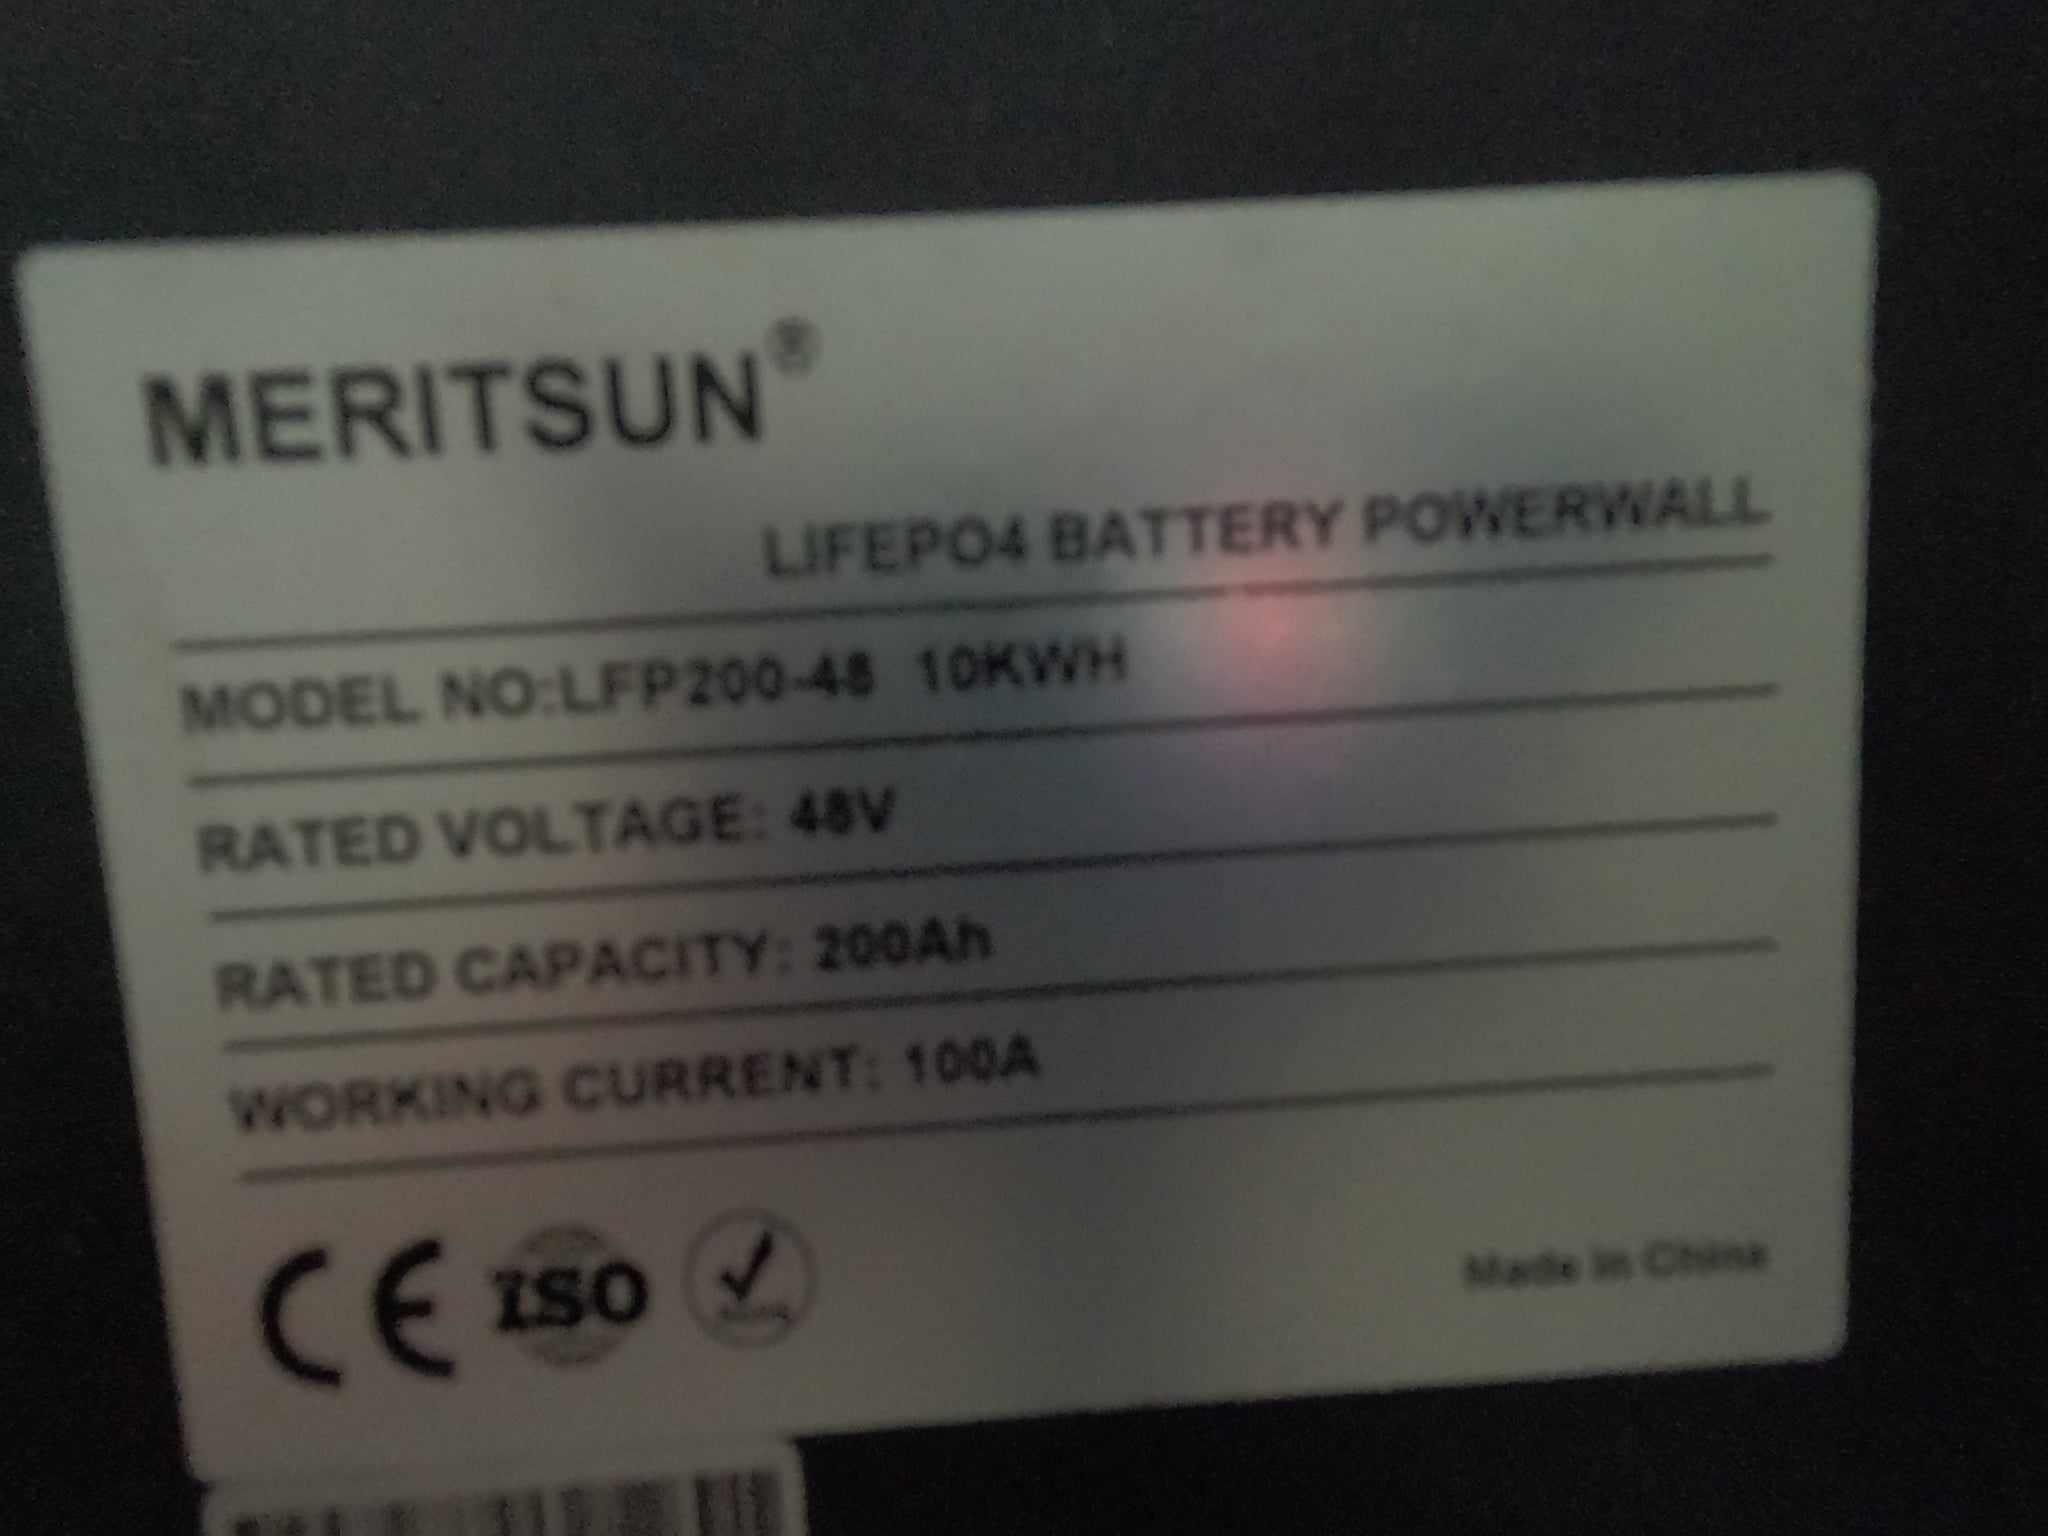 MERITSUN®
LIFEPO4 BATTERY POWERWALL
MODEL NO:LFP200-48 10KWH
RATED VOLTAGE: 48V
RATED CAPACITY: 200Ah
WORKING CURRENT: 100A
CE ISO
Made in China